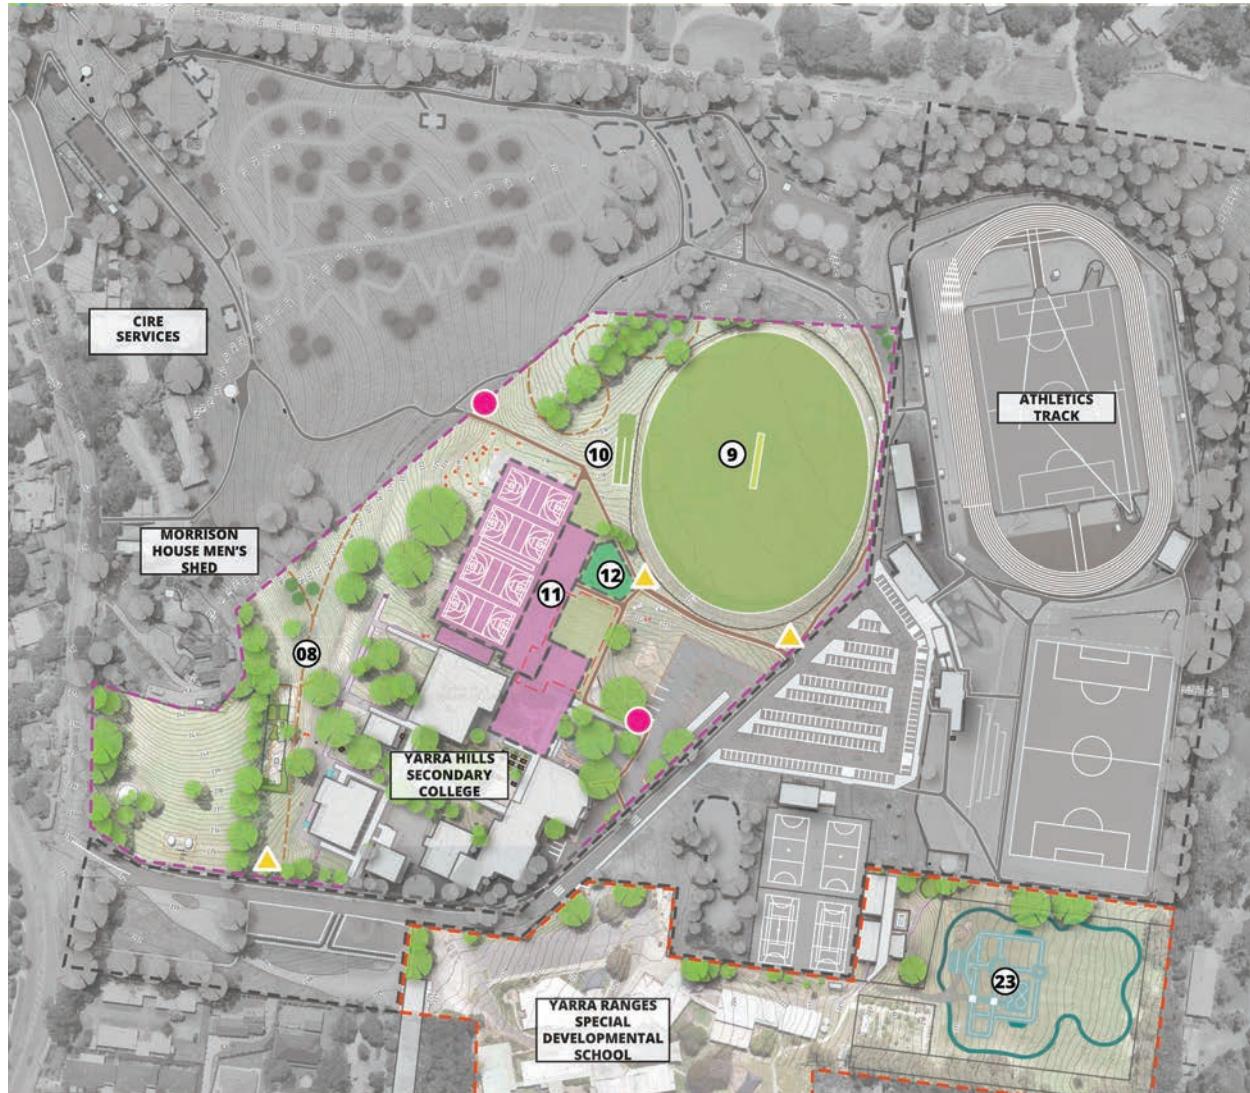 CIRE
SERVICES
ATHLETICS
TRACK
10
9
MORRISON
HOUSE MEN'S
SHED
12
11
08
YARRA HILLS
SECONDARY
COLLEGE
23
YARRA RANGES
SPECIAL
DEVELOPMENTAL
SCHOOL